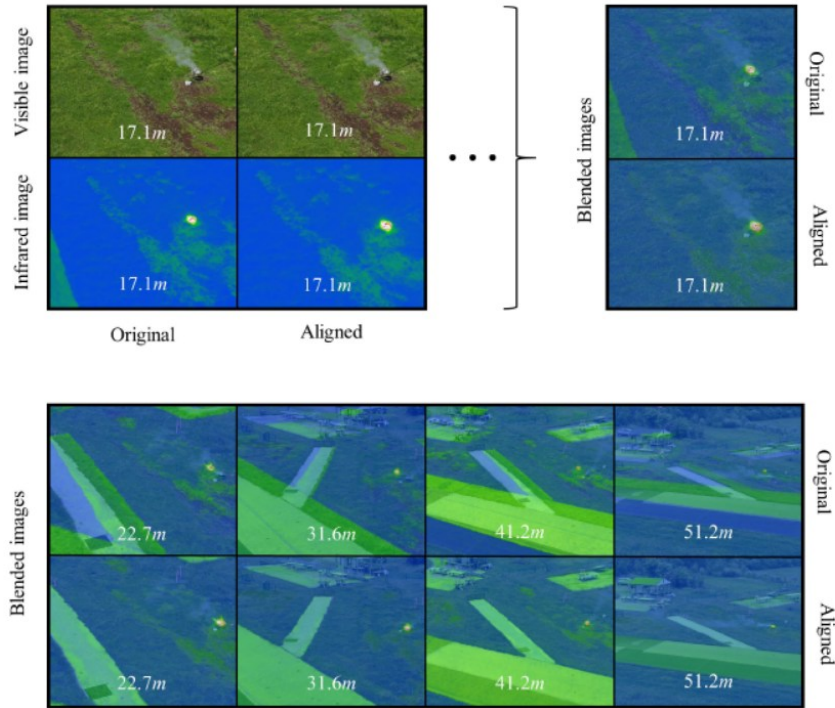 Visible image
17.1m
17.1m
Infrared image
17.1m
17.1m
Original
Aligned
Blended images
17.1m
Original
17.1m
Aligned
Blended images
22.7m
31.6m
41.2m
51.2m
Original
22.7m
31.6m
41.2m
51.2m
Aligned